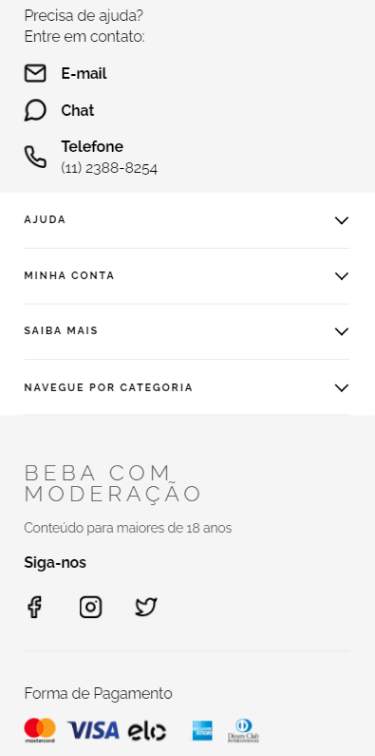 Precisa de ajuda?
Entre em contato:
E-mail
Chat
Telefone
(11) 2388-8254
AJUDA
MINHA CONTA
SAIBA MAIS
NAVEGUE POR CATEGORIA
BEBA COM
MODERAÇÃO
Conteúdo para maiores de 18 anos
Siga-nos
Forma de Pagamento
mastercard VISA elo Diners Club